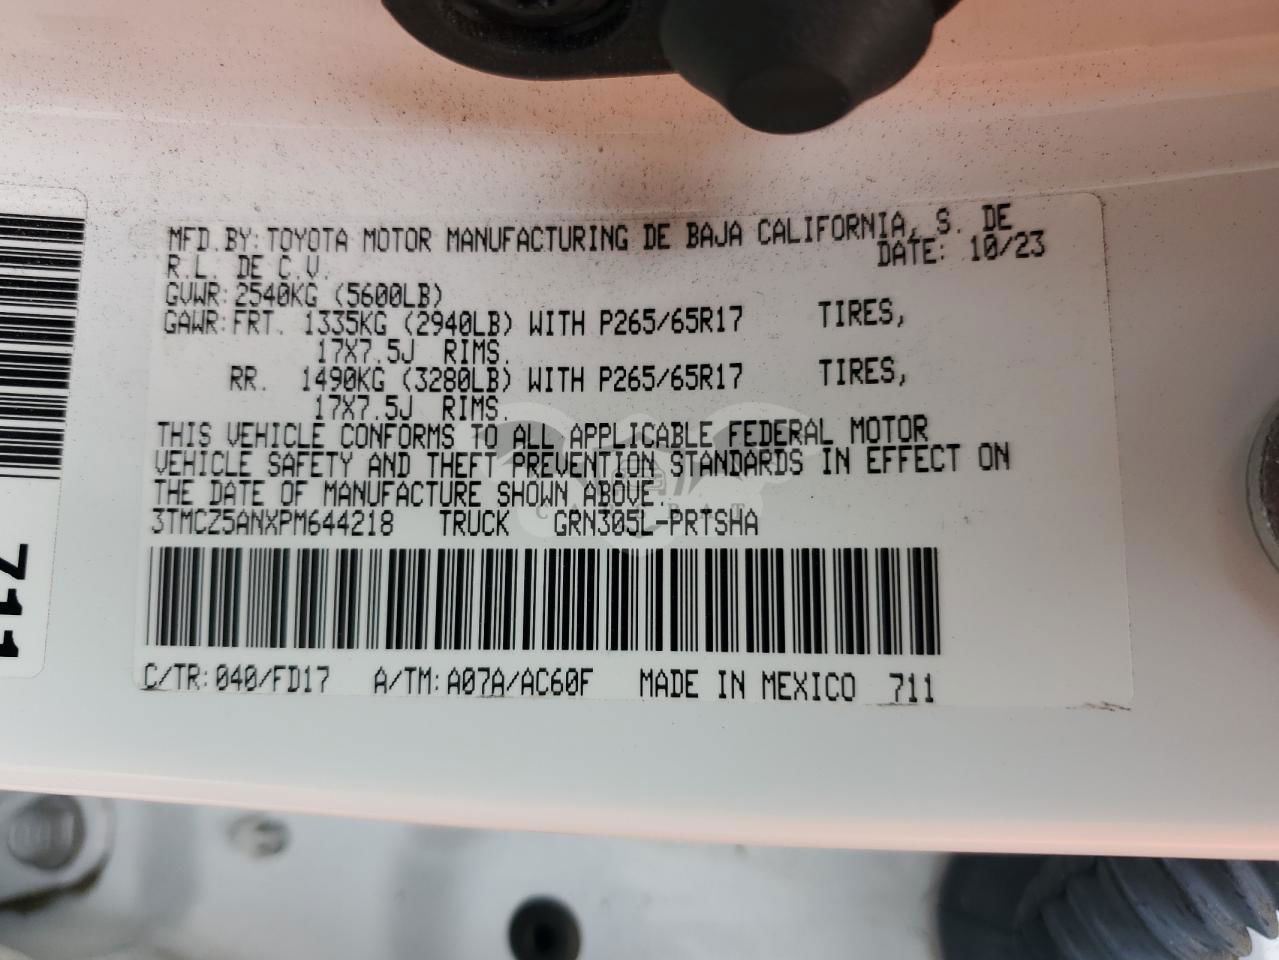 MFD.BY:TOYOTA MOTOR MANUFACTURING DE BAJA CALIFORNIA, S. DE
R.L. DE C.V. DATE: 10/23
GVWR:2540KG (5600LB)
GAWR:FRT. 1335KG (2940LB) WITH P265/65R17 TIRES,
17X7.5J RIMS.
RR. 1490KG (3280LB) WITH P265/65R17 TIRES,
17X7.5J RIMS.
THIS VEHICLE CONFORMS TO ALL APPLICABLE FEDERAL MOTOR
VEHICLE SAFETY AND THEFT PREVENTION STANDARDS IN EFFECT ON
THE DATE OF MANUFACTURE SHOWN ABOVE.
3TMCZ5ANXPM644218 TRUCK GRN305L-PRTSHA
C/TR:040/FD17 A/TM:A07A/AC60F MADE IN MEXICO 711
711